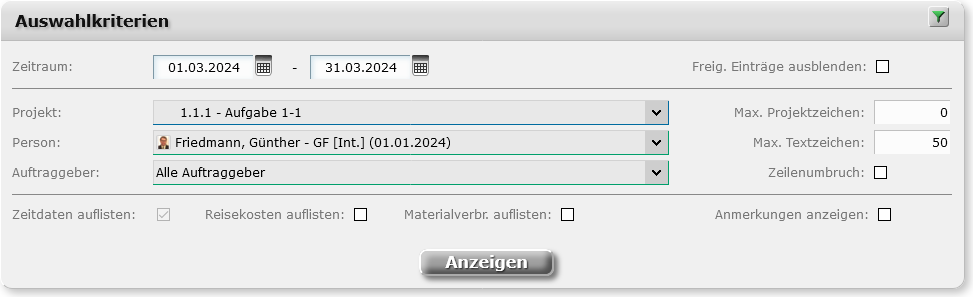 Auswahlkriterien
Zeitraum: 01.03.2024 - 31.03.2024 Freig. Einträge ausblenden:
Projekt: 1.1.1 - Aufgabe 1-1 Max. Projektzeichen: 0
Person: Friedmann, Günther - GF [Int.] (01.01.2024) Max. Textzeichen: 50
Auftraggeber: Alle Auftraggeber Zeilenumbruch:
Zeitdaten auflisten: Reisekosten auflisten: Materialverbr. auflisten: Anmerkungen anzeigen:
Anzeigen